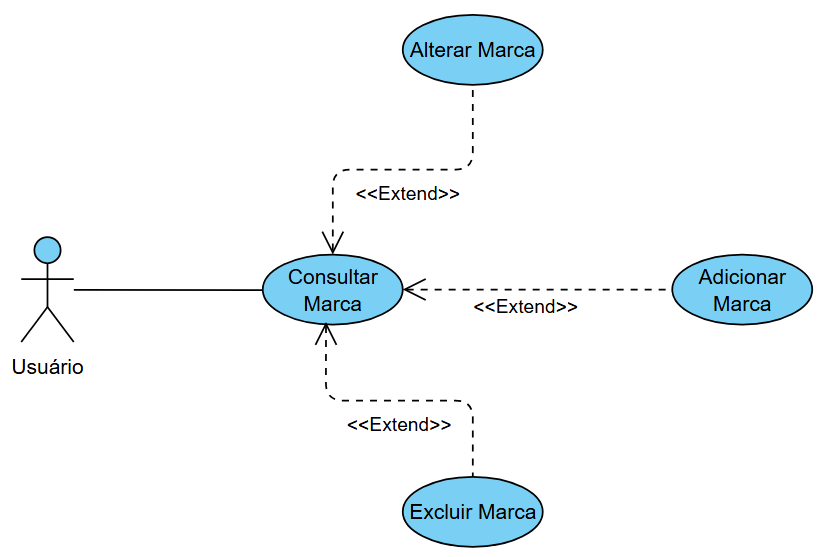 Alterar Marca
<<Extend>>
Consultar
Marca
Adicionar
Marca
<<Extend>>
Usuário
<<Extend>>
Excluir Marca